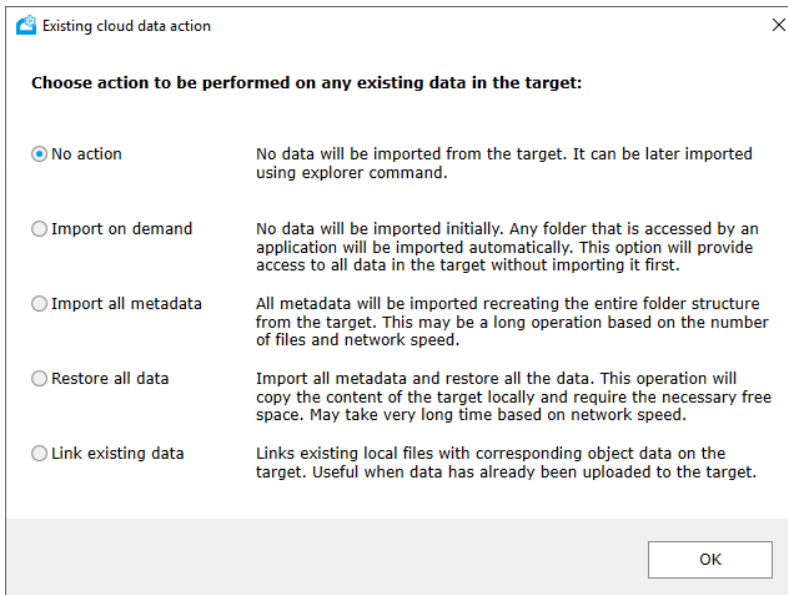 Existing cloud data action
Choose action to be performed on any existing data in the target:
No action
No data will be imported from the target. It can be later imported
using explorer command.
Import on demand
No data will be imported initially. Any folder that is accessed by an
application will be imported automatically. This option will provide
access to all data in the target without importing it first.
Import all metadata
All metadata will be imported recreating the entire folder structure
from the target. This may be a long operation based on the number
of files and network speed.
Restore all data
Import all metadata and restore all the data. This operation will
copy the content of the target locally and require the necessary free
space. May take very long time based on network speed.
Link existing data
Links existing local files with corresponding object data on the
target. Useful when data has already been uploaded to the target.
OK